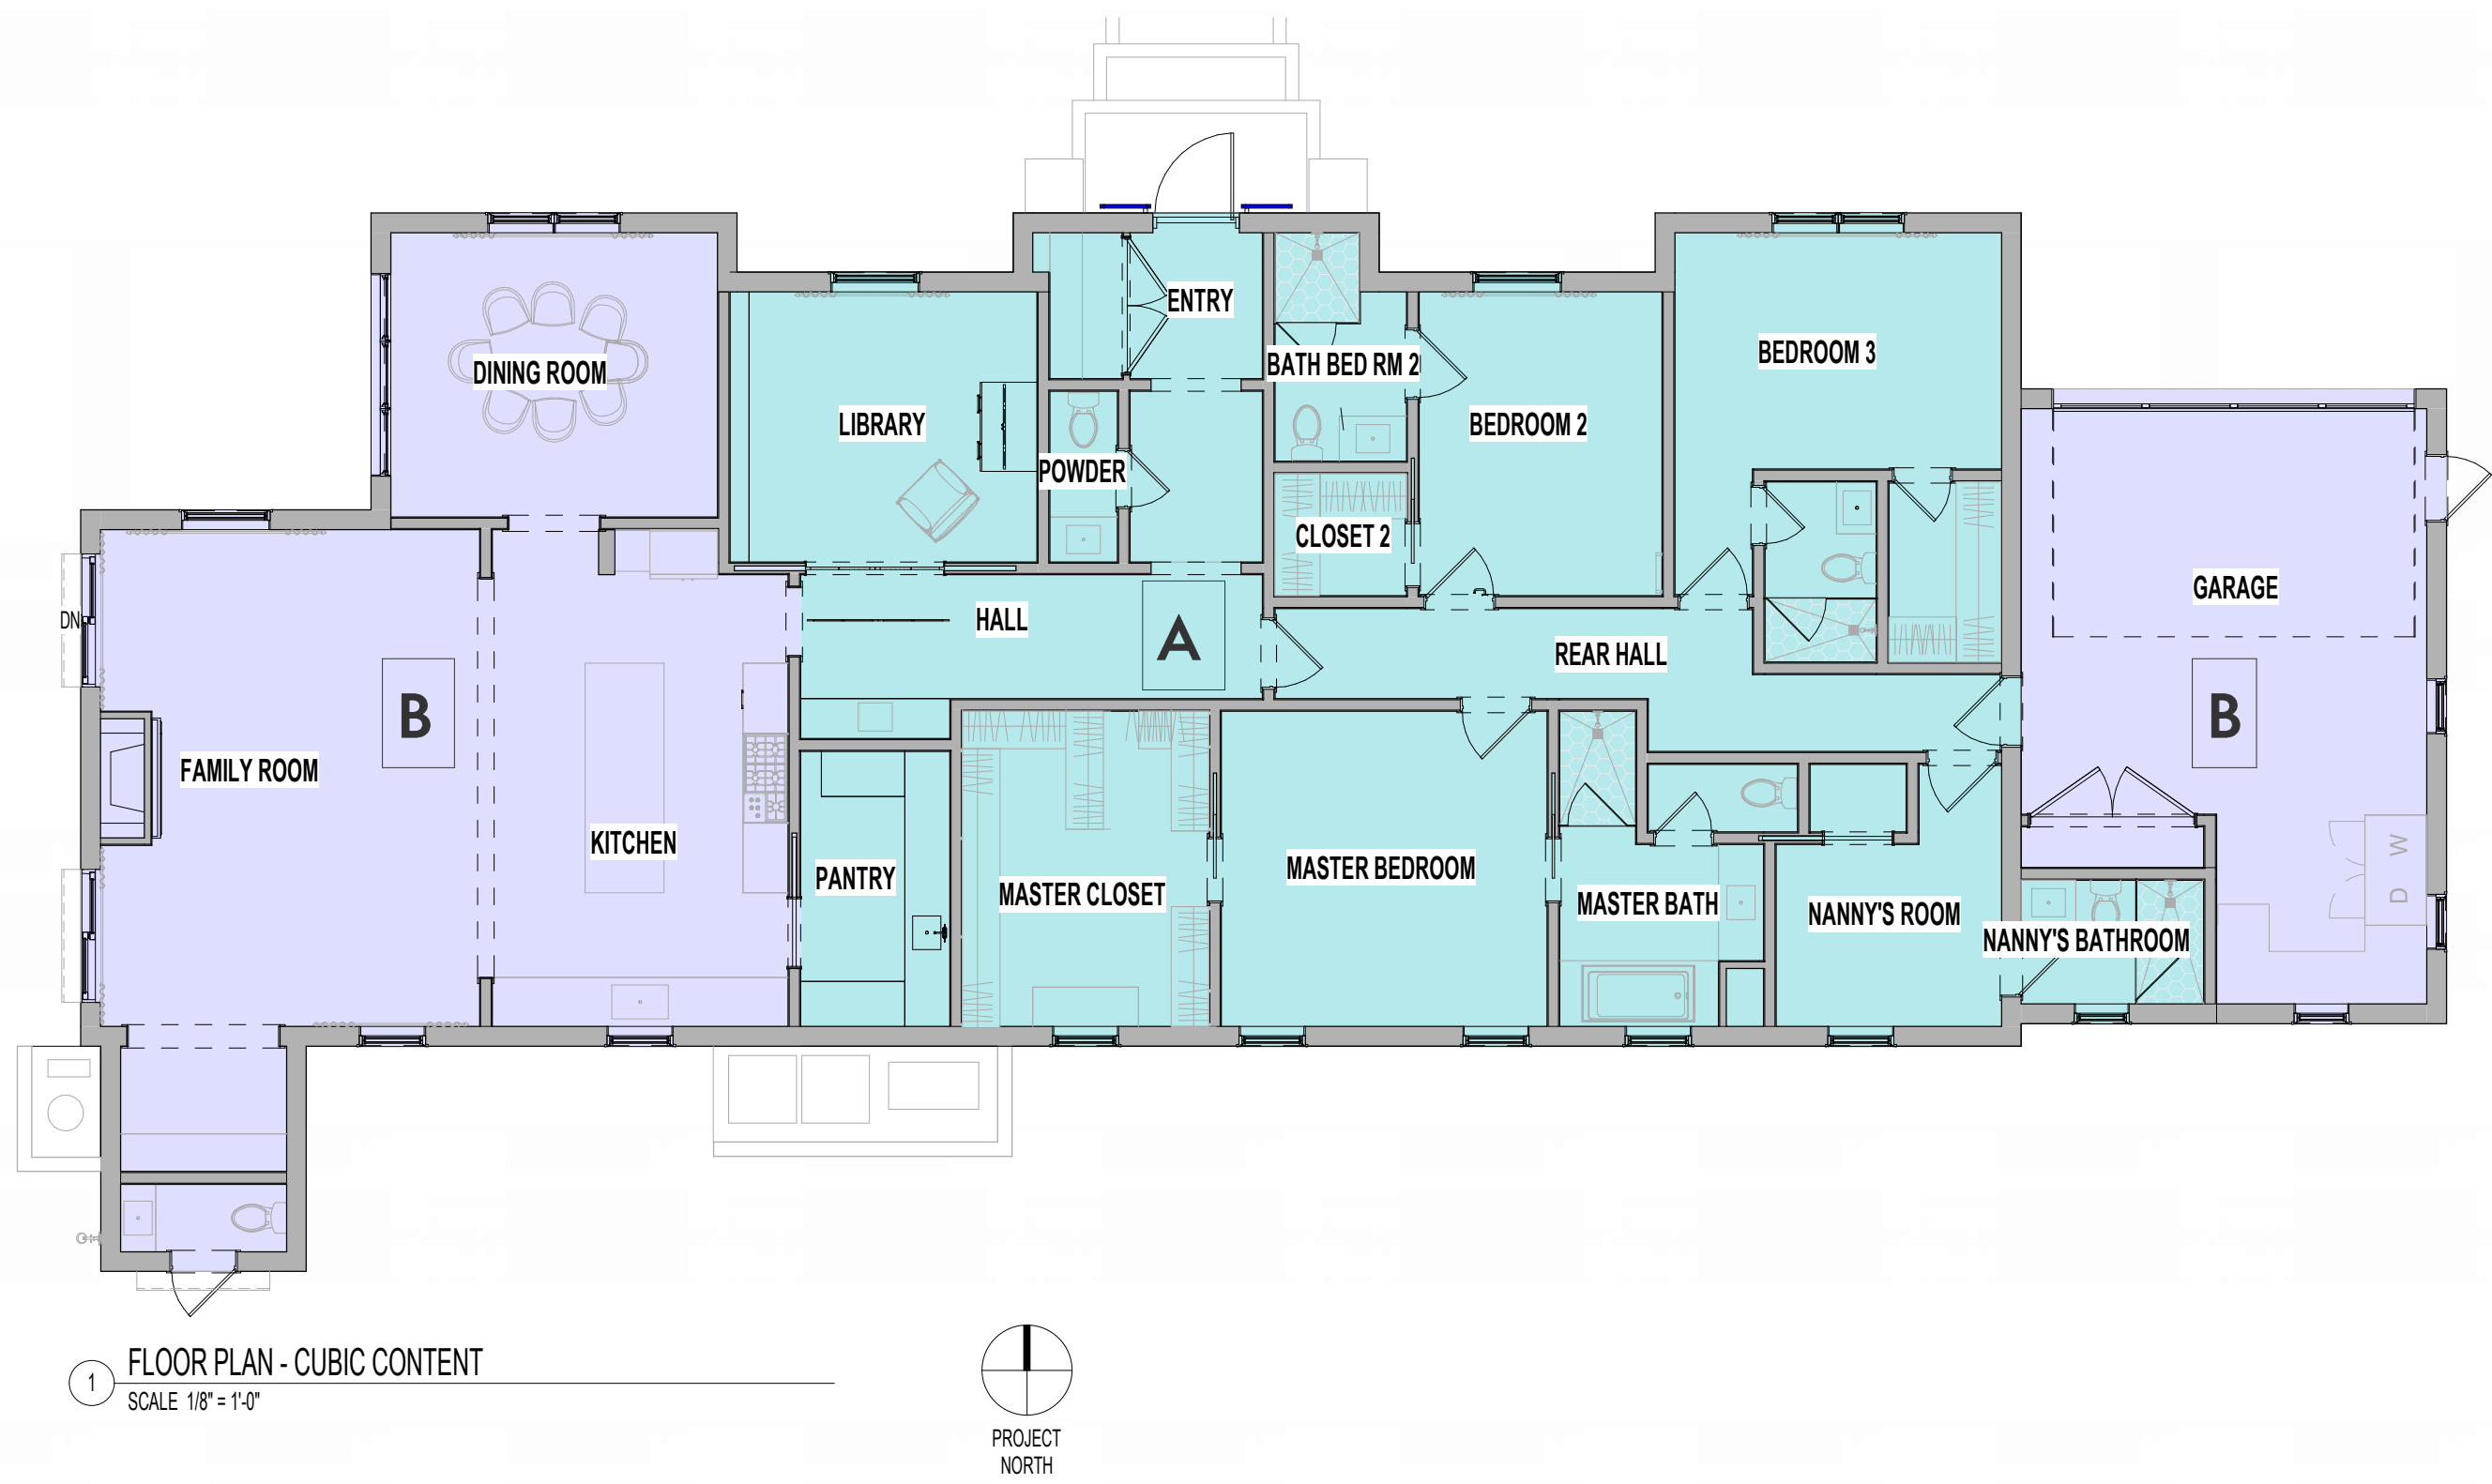 ENTRY
BEDROOM 3
BATH BED RM 2
DINING ROOM
LIBRARY
BEDROOM 2
POWDER
CLOSET 2
GARAGE
DN
HALL
A
REAR HALL
B
B
FAMILY ROOM
KITCHEN
W
D
MASTER BEDROOM
PANTRY
MASTER CLOSET
MASTER BATH
NANNY'S ROOM
NANNY'S BATHROOM
1
FLOOR PLAN - CUBIC CONTENT
SCALE 1/8" = 1'-0"
PROJECT
NORTH